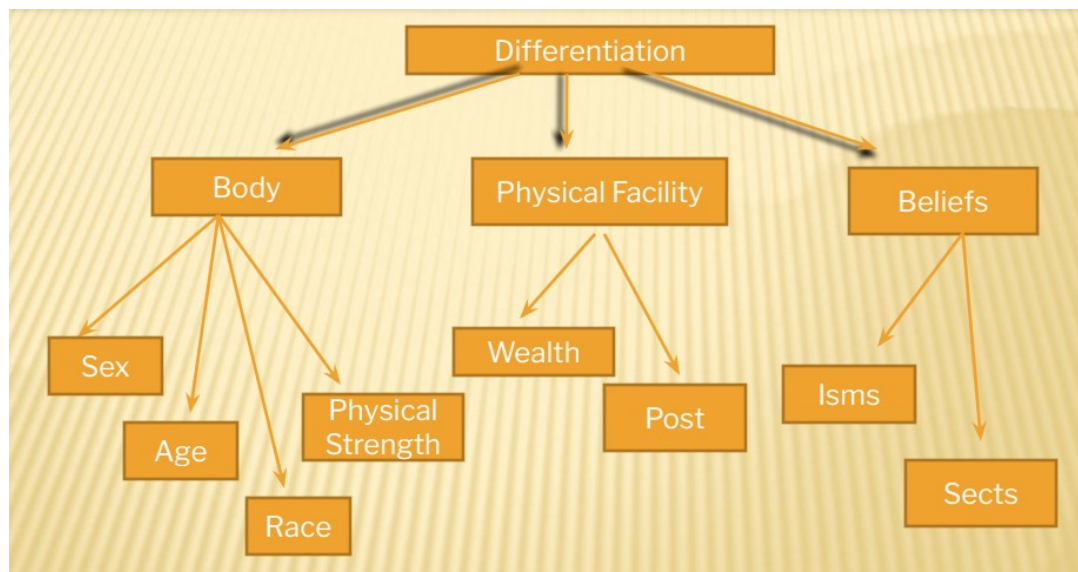 Differentiation
Body
Physical Facility
Beliefs
Sex
Age
Race
Physical
Strength
Wealth
Post
Isms
Sects